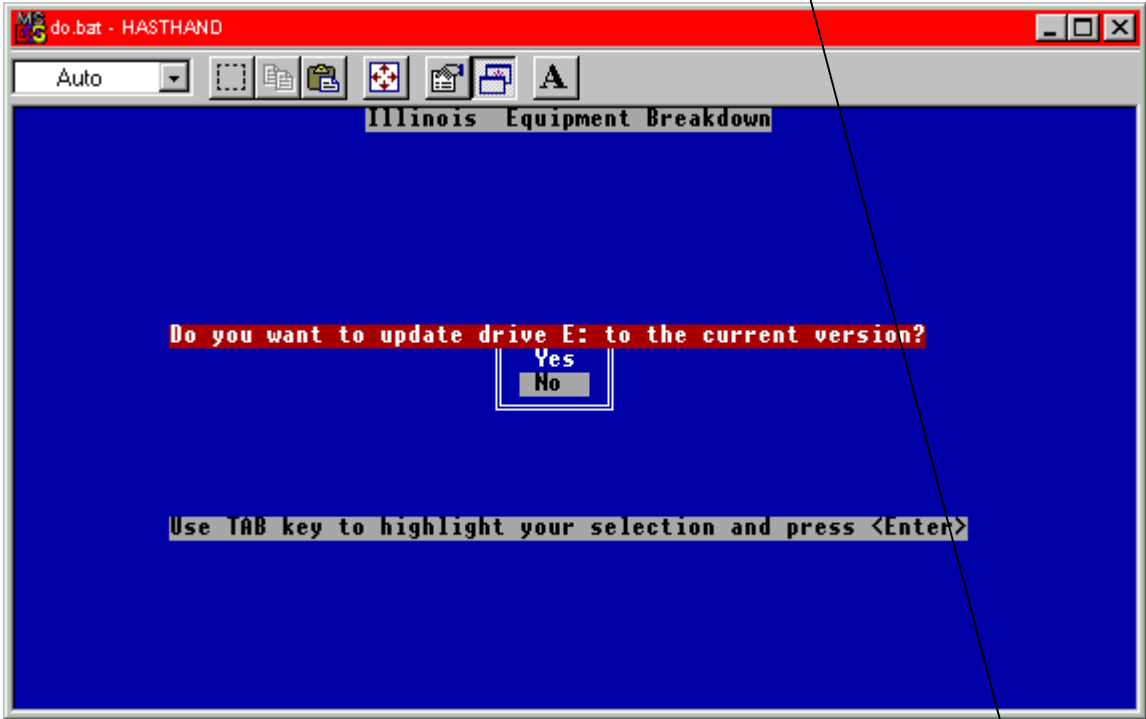 do.bat - HASTHAND
Auto
A
Illinois  Equipment Breakdown
Do you want to update drive E: to the current version?
Yes
No
Use TAB key to highlight your selection and press <Enter>